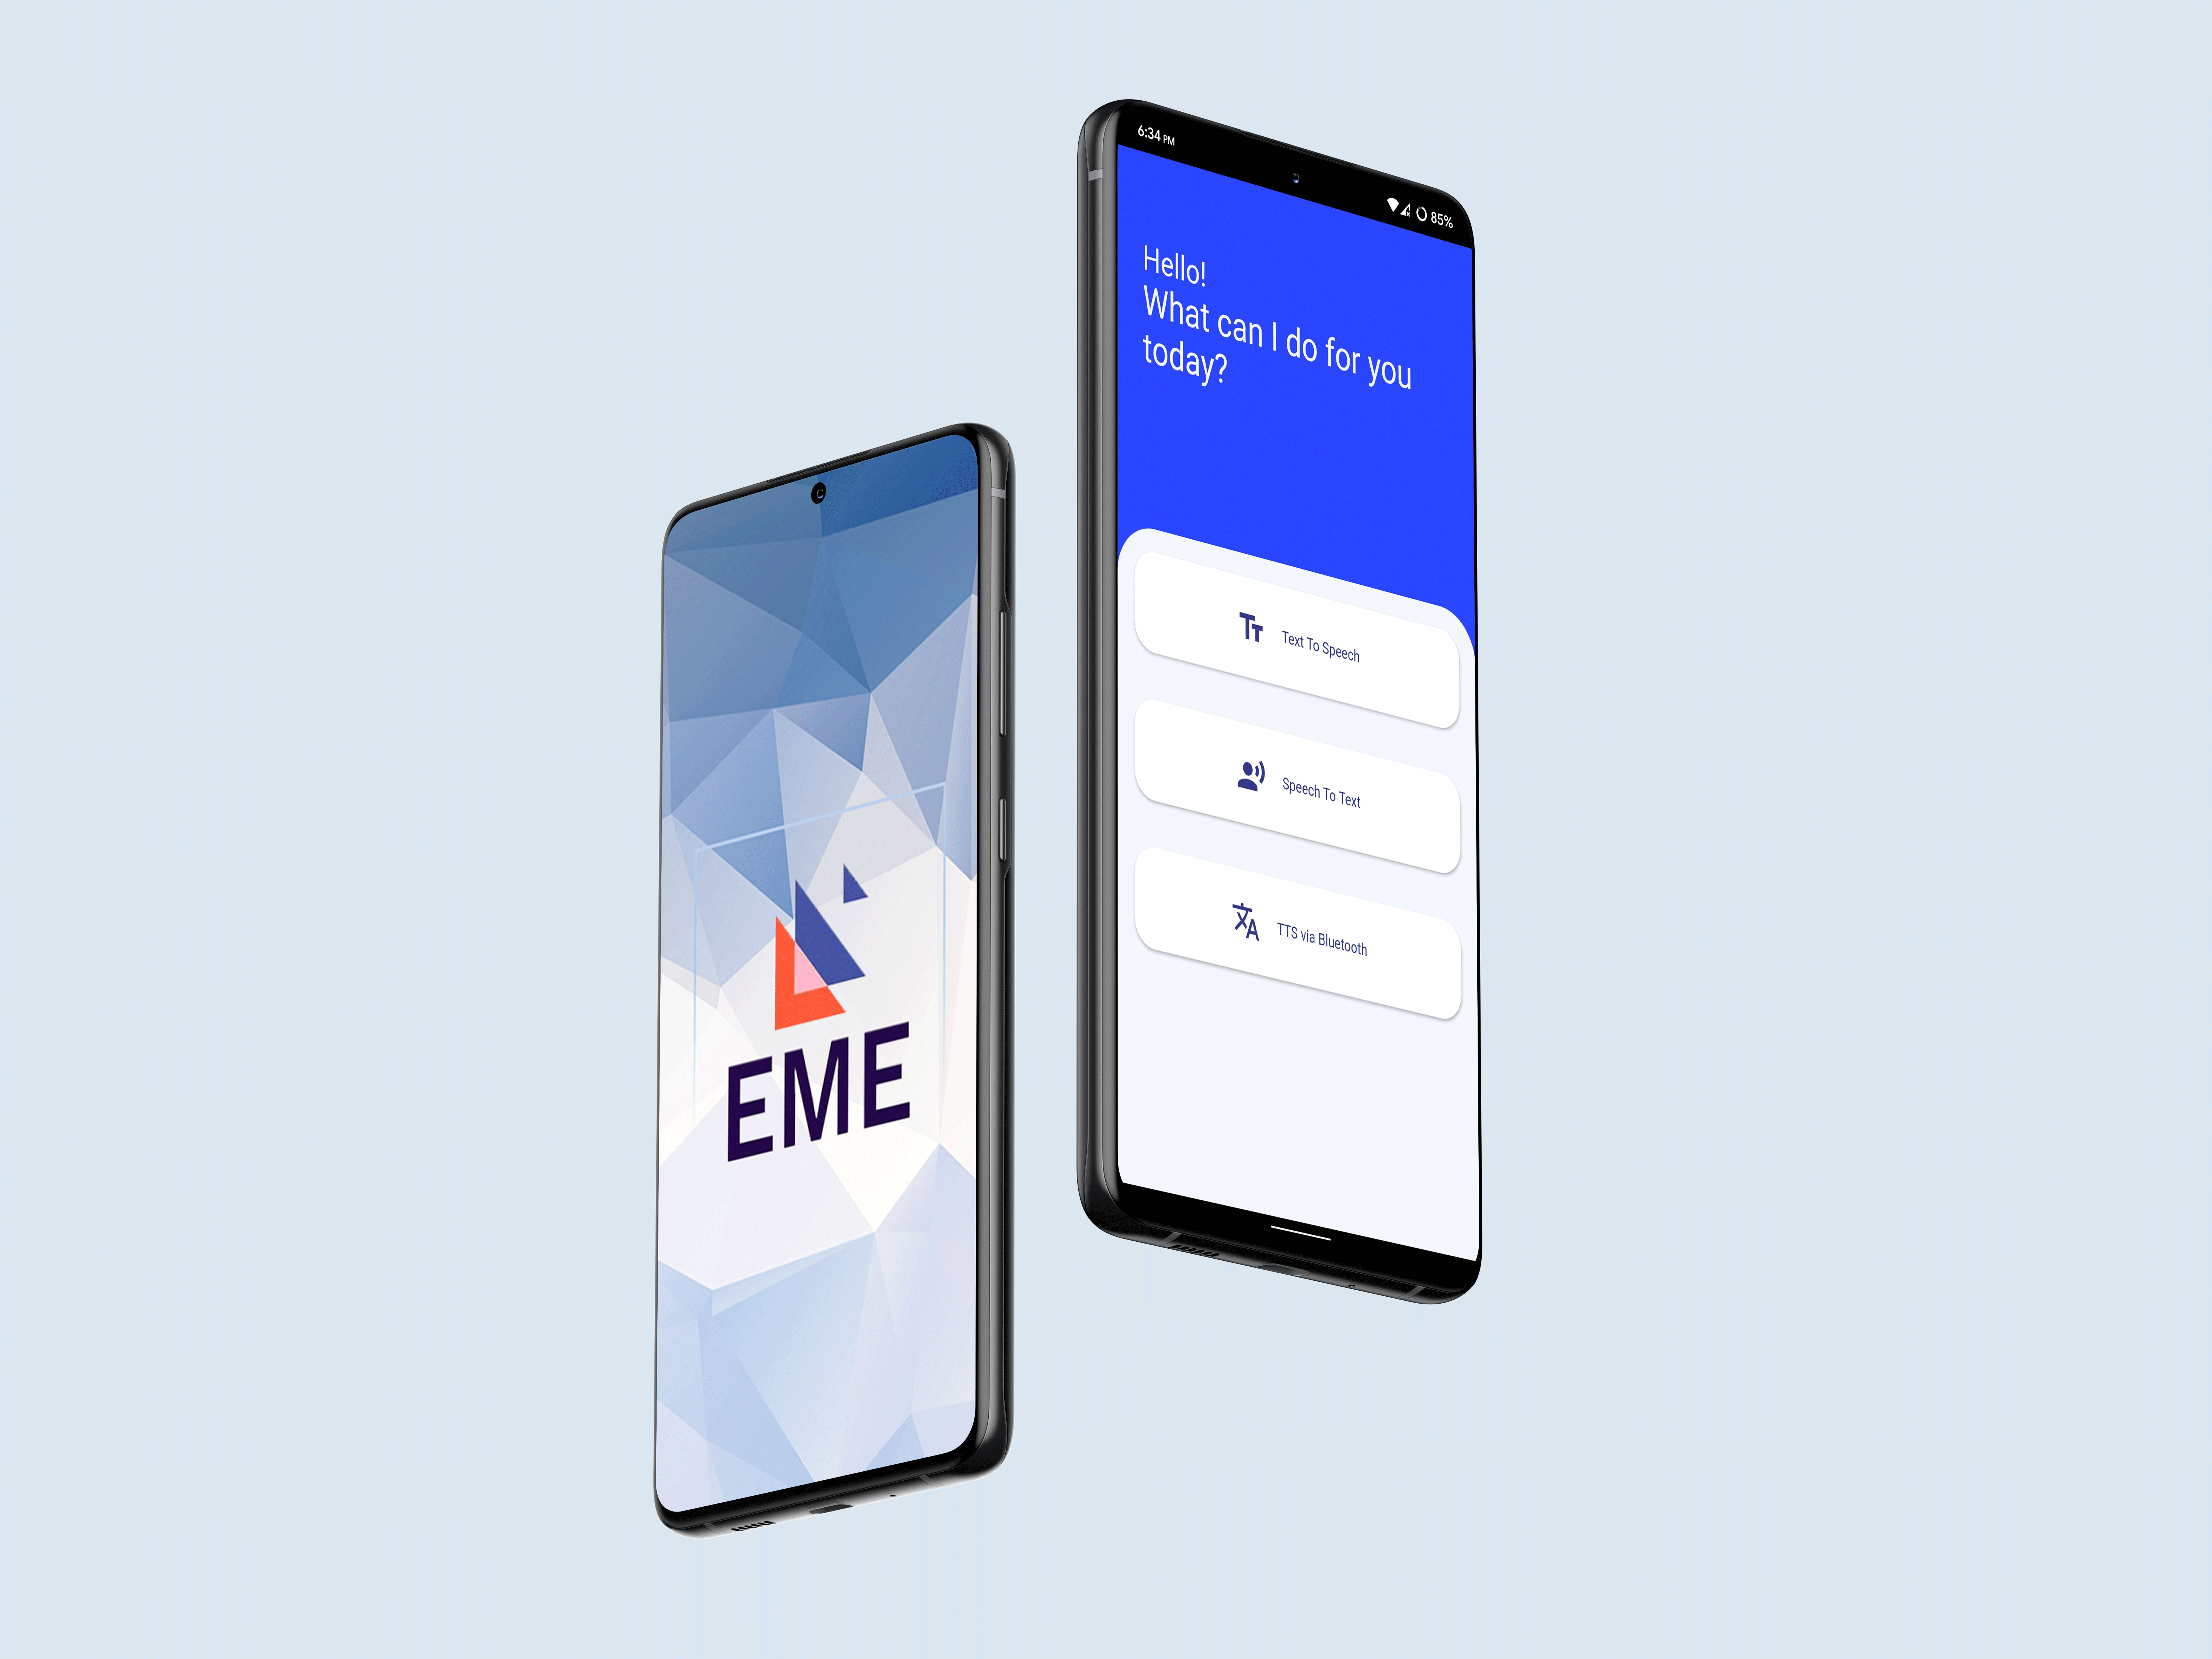 EME
6:34 PM
85%
Hello!
What can I do for you
today?
Text To Speech
Speech To Text
TTS via Bluetooth